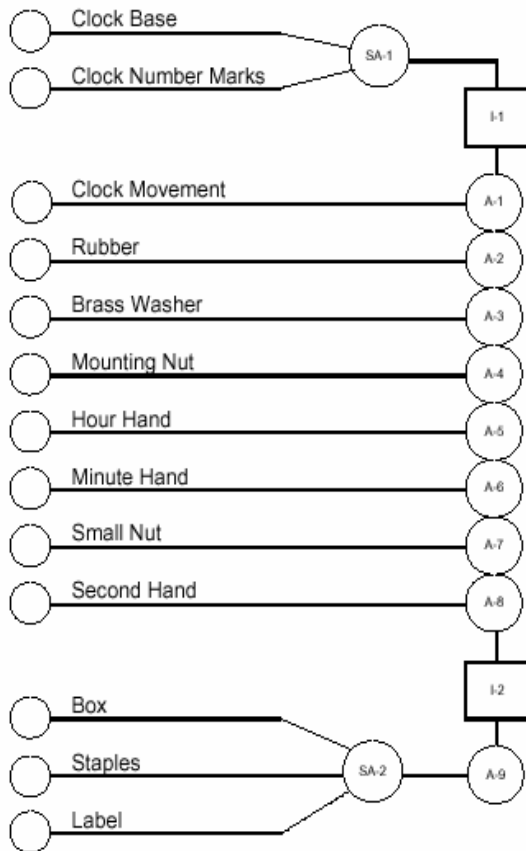 Clock Base
SA-1
Clock Number Marks
I-1
Clock Movement
A-1
Rubber
A-2
Brass Washer
A-3
Mounting Nut
A-4
Hour Hand
A-5
Minute Hand
A-6
Small Nut
A-7
Second Hand
A-8
I-2
Box
Staples
SA-2
A-9
Label